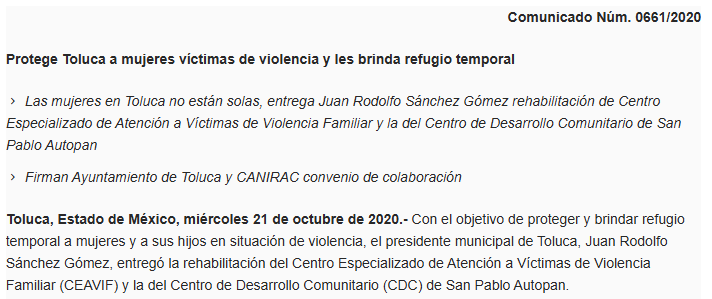 Comunicado Núm. 0661/2020
Protege Toluca a mujeres víctimas de violencia y les brinda refugio temporal
› Las mujeres en Toluca no están solas, entrega Juan Rodolfo Sánchez Gómez rehabilitación de Centro
Especializado de Atención a Víctimas de Violencia Familiar y la del Centro de Desarrollo Comunitario de San
Pablo Autopan
› Firman Ayuntamiento de Toluca y CANIRAC convenio de colaboración
Toluca, Estado de México, miércoles 21 de octubre de 2020.- Con el objetivo de proteger y brindar refugio
temporal a mujeres y a sus hijos en situación de violencia, el presidente municipal de Toluca, Juan Rodolfo
Sánchez Gómez, entregó la rehabilitación del Centro Especializado de Atención a Víctimas de Violencia
Familiar (CEAVIF) y la del Centro de Desarrollo Comunitario (CDC) de San Pablo Autopan.